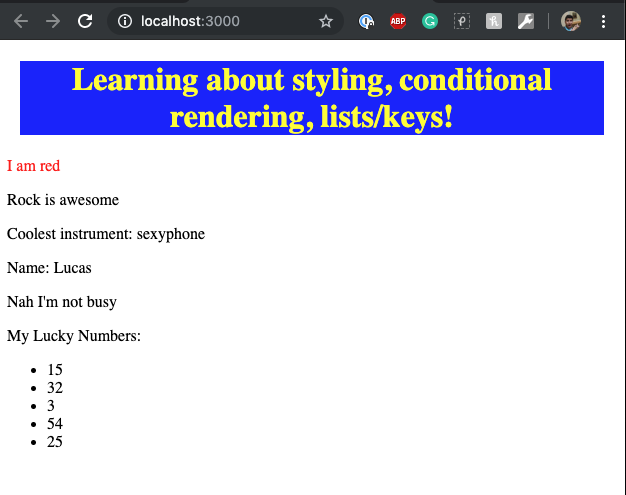 localhost:3000
ABP
Learning about styling, conditional
rendering, lists/keys!
I am red
Rock is awesome
Coolest instrument: sexyphone
Name: Lucas
Nah I'm not busy
My Lucky Numbers:
15
32
3
54
25